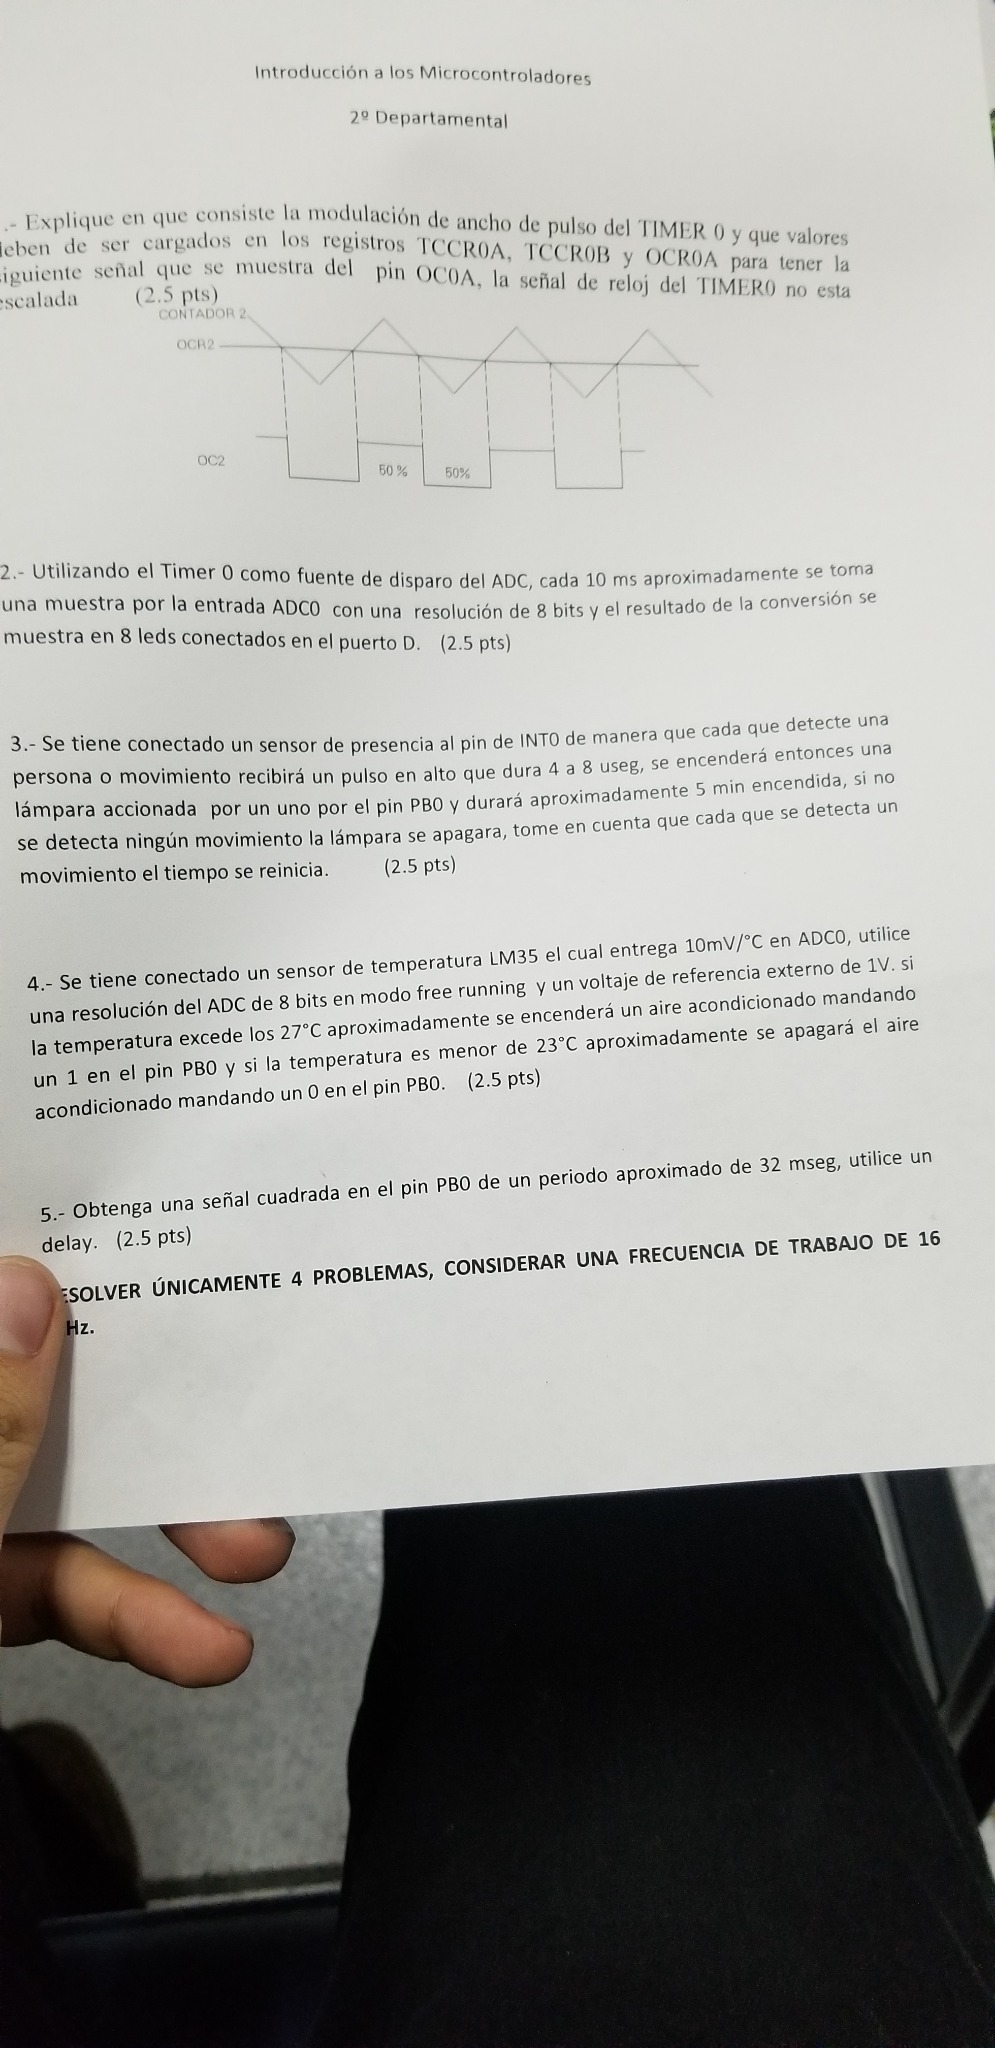 Introducción a los Microcontroladores
2º Departamental
.- Explique en que consiste la modulación de ancho de pulso del TIMER 0 y que valores
deben de ser cargados en los registros TCCR0A, TCCR0B y OCR0A para tener la
siguiente señal que se muestra del pin OC0A, la señal de reloj del TIMER0 no esta
escalada (2.5 pts)
CONTADOR 2
OCR2
OC2
50 % 50%
2.- Utilizando el Timer 0 como fuente de disparo del ADC, cada 10 ms aproximadamente se toma
una muestra por la entrada ADC0 con una resolución de 8 bits y el resultado de la conversión se
muestra en 8 leds conectados en el puerto D. (2.5 pts)
3.- Se tiene conectado un sensor de presencia al pin de INT0 de manera que cada que detecte una
persona o movimiento recibirá un pulso en alto que dura 4 a 8 useg, se encenderá entonces una
lámpara accionada por un uno por el pin PB0 y durará aproximadamente 5 min encendida, si no
se detecta ningún movimiento la lámpara se apagara, tome en cuenta que cada que se detecta un
movimiento el tiempo se reinicia. (2.5 pts)
4.- Se tiene conectado un sensor de temperatura LM35 el cual entrega 10mV/°C en ADC0, utilice
una resolución del ADC de 8 bits en modo free running y un voltaje de referencia externo de 1V. si
la temperatura excede los 27°C aproximadamente se encenderá un aire acondicionado mandando
un 1 en el pin PB0 y si la temperatura es menor de 23°C aproximadamente se apagará el aire
acondicionado mandando un 0 en el pin PB0. (2.5 pts)
5.- Obtenga una señal cuadrada en el pin PB0 de un periodo aproximado de 32 mseg, utilice un
delay. (2.5 pts)
ESOLVER ÚNICAMENTE 4 PROBLEMAS, CONSIDERAR UNA FRECUENCIA DE TRABAJO DE 16
Hz.